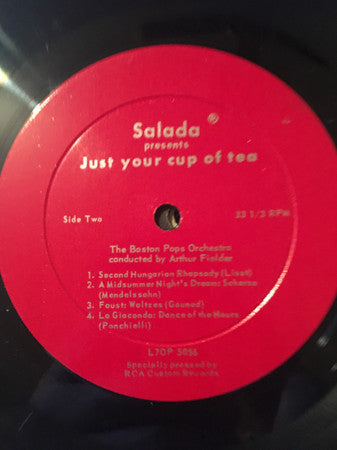 Salada ®
presents
Just your cup of tea
Side Two
33 1/3 RPM
The Boston Pops Orchestra
conducted by Arthur Fiedler
1. Second Hungarian Rhapsody (Liszt)
2. A Midsummer Night's Dream: Scherzo
(Mendelssohn)
3. Faust: Waltzes (Gounod)
4. La Gioconda: Dance of the Hours
(Ponchielli)
L7OP 5056
Specially pressed by
RCA Custom Records